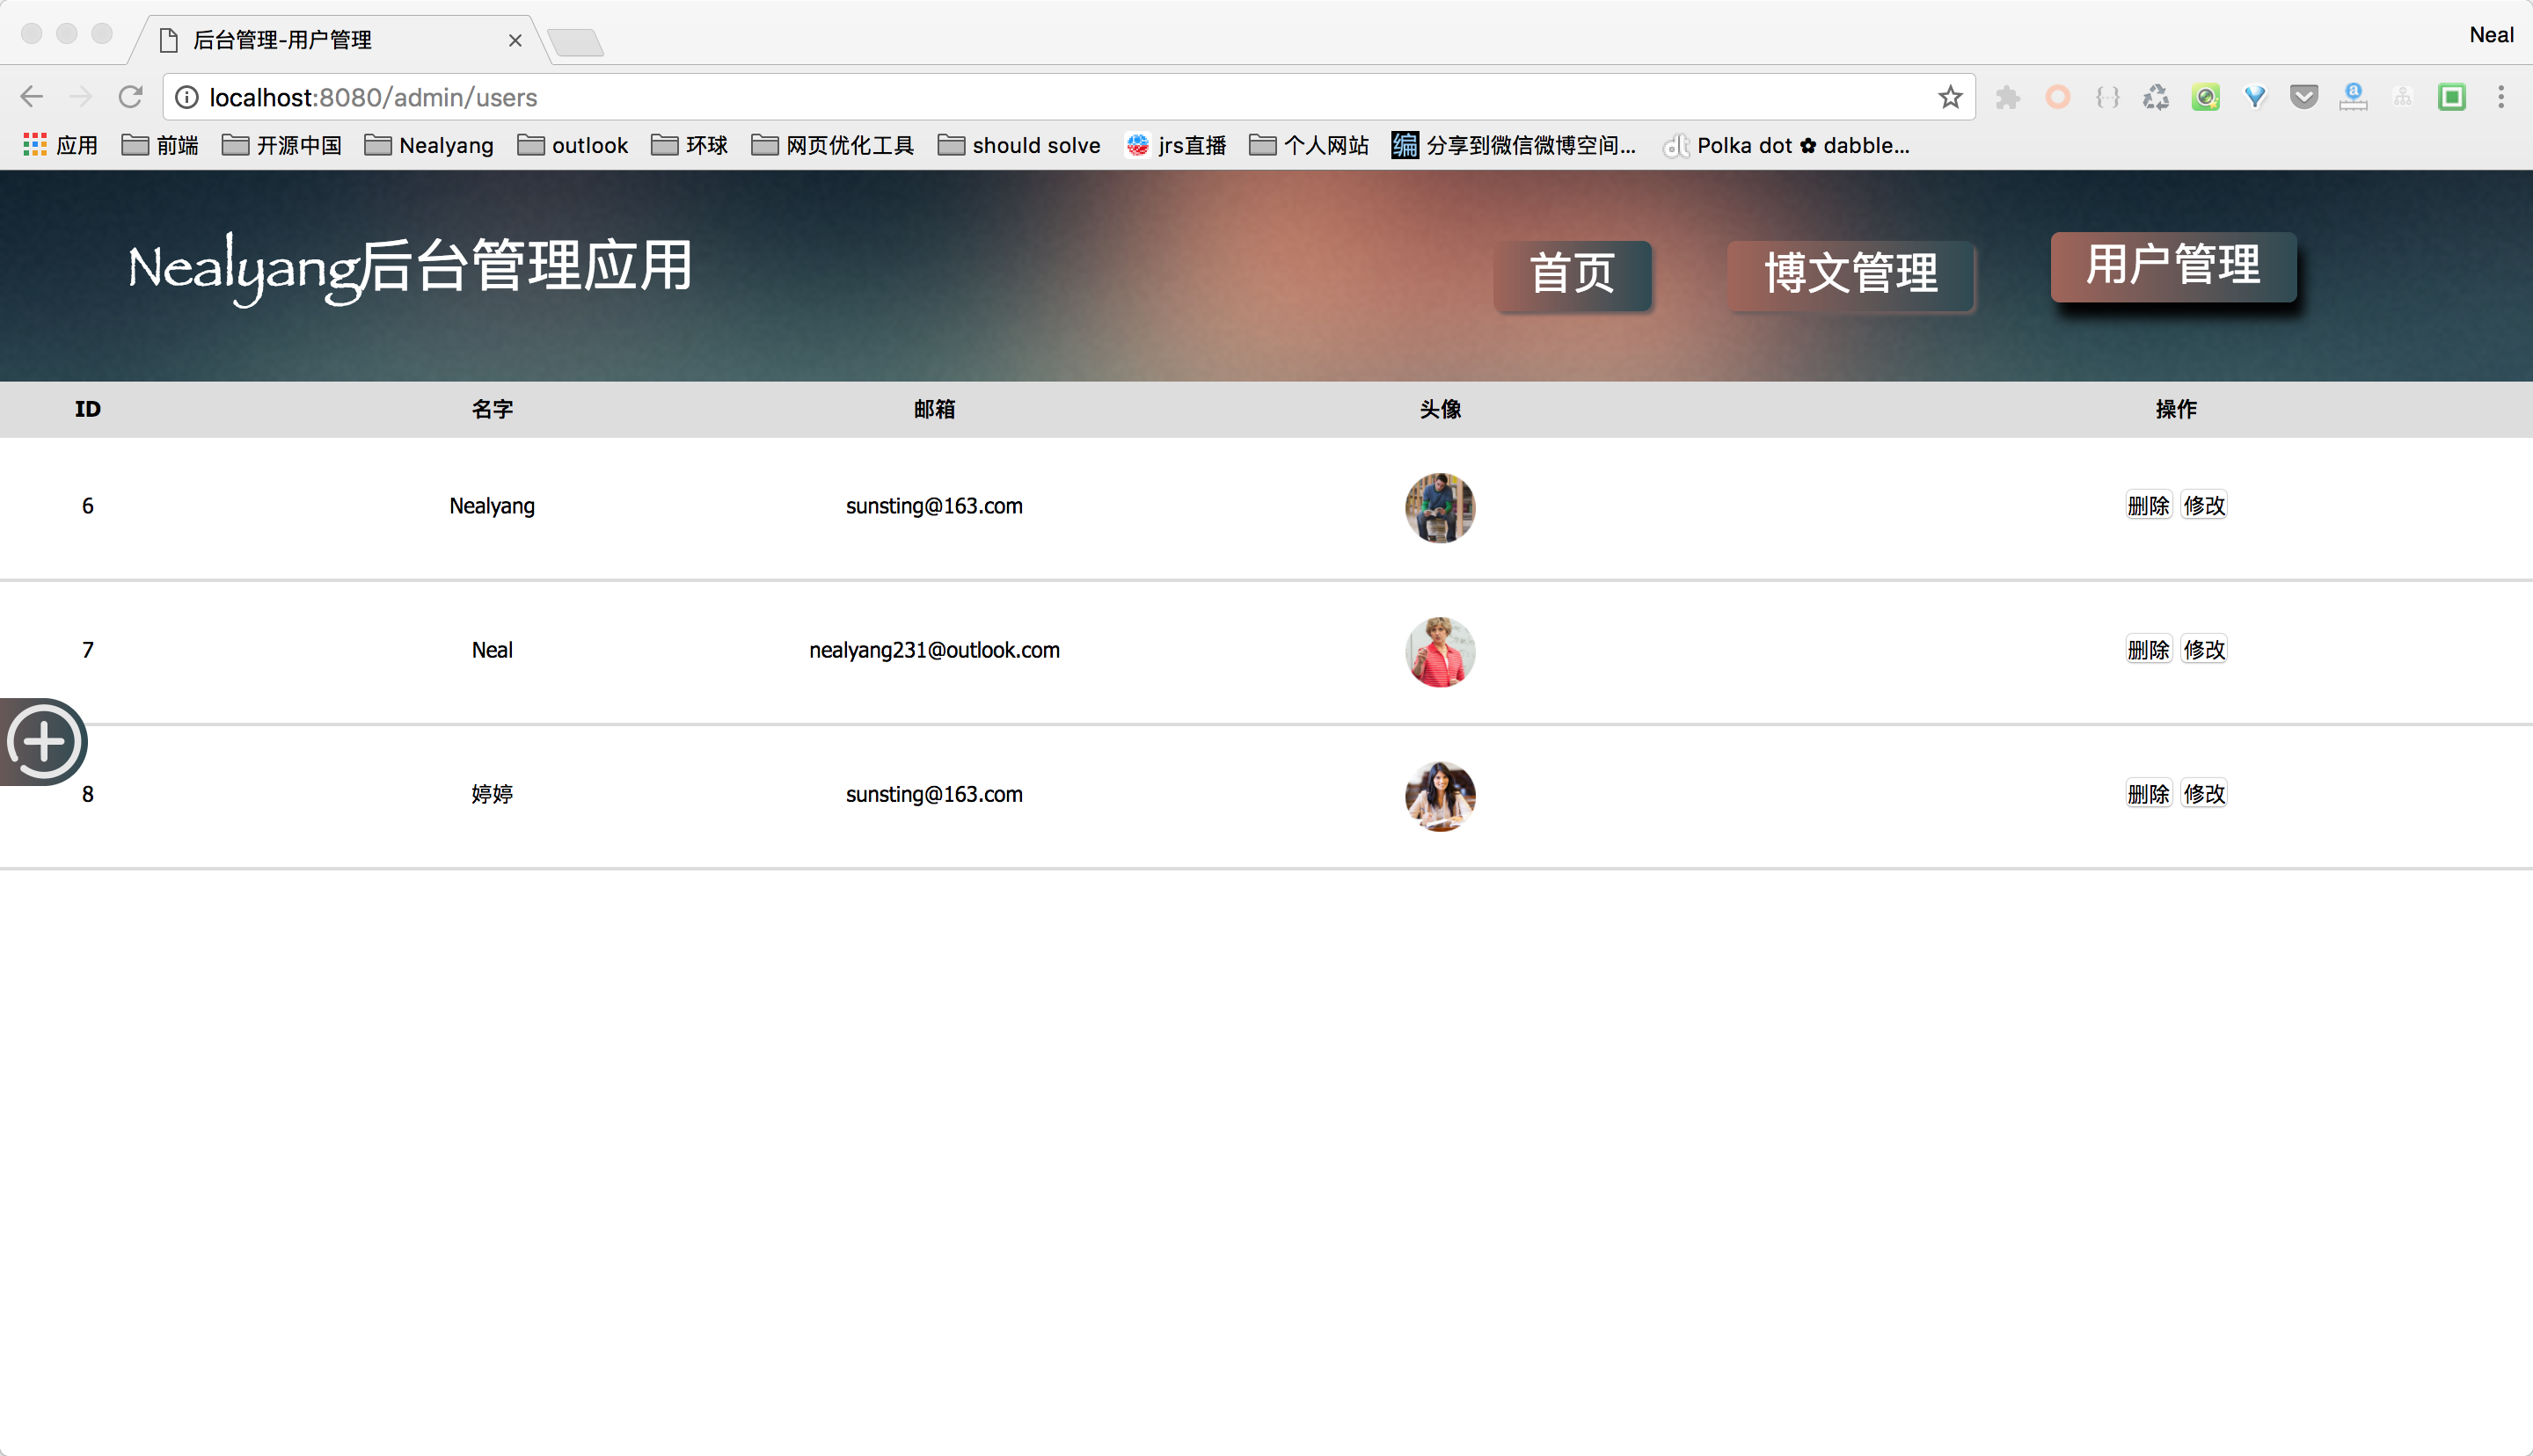 后台管理-用户管理
Neal
localhost:8080/admin/users
应用 前端 开源中国 Nealyang outlook 环球 网页优化工具 should solve jrs直播 个人网站 编 分享到微信微博空间... dt Polka dot ✿ dabble...
Nealyang后台管理应用 首页 博文管理 用户管理
ID 名字 邮箱 头像 操作
6 Nealyang sunsting@163.com 删除 修改
7 Neal nealyang231@outlook.com 删除 修改
8 婷婷 sunsting@163.com 删除 修改